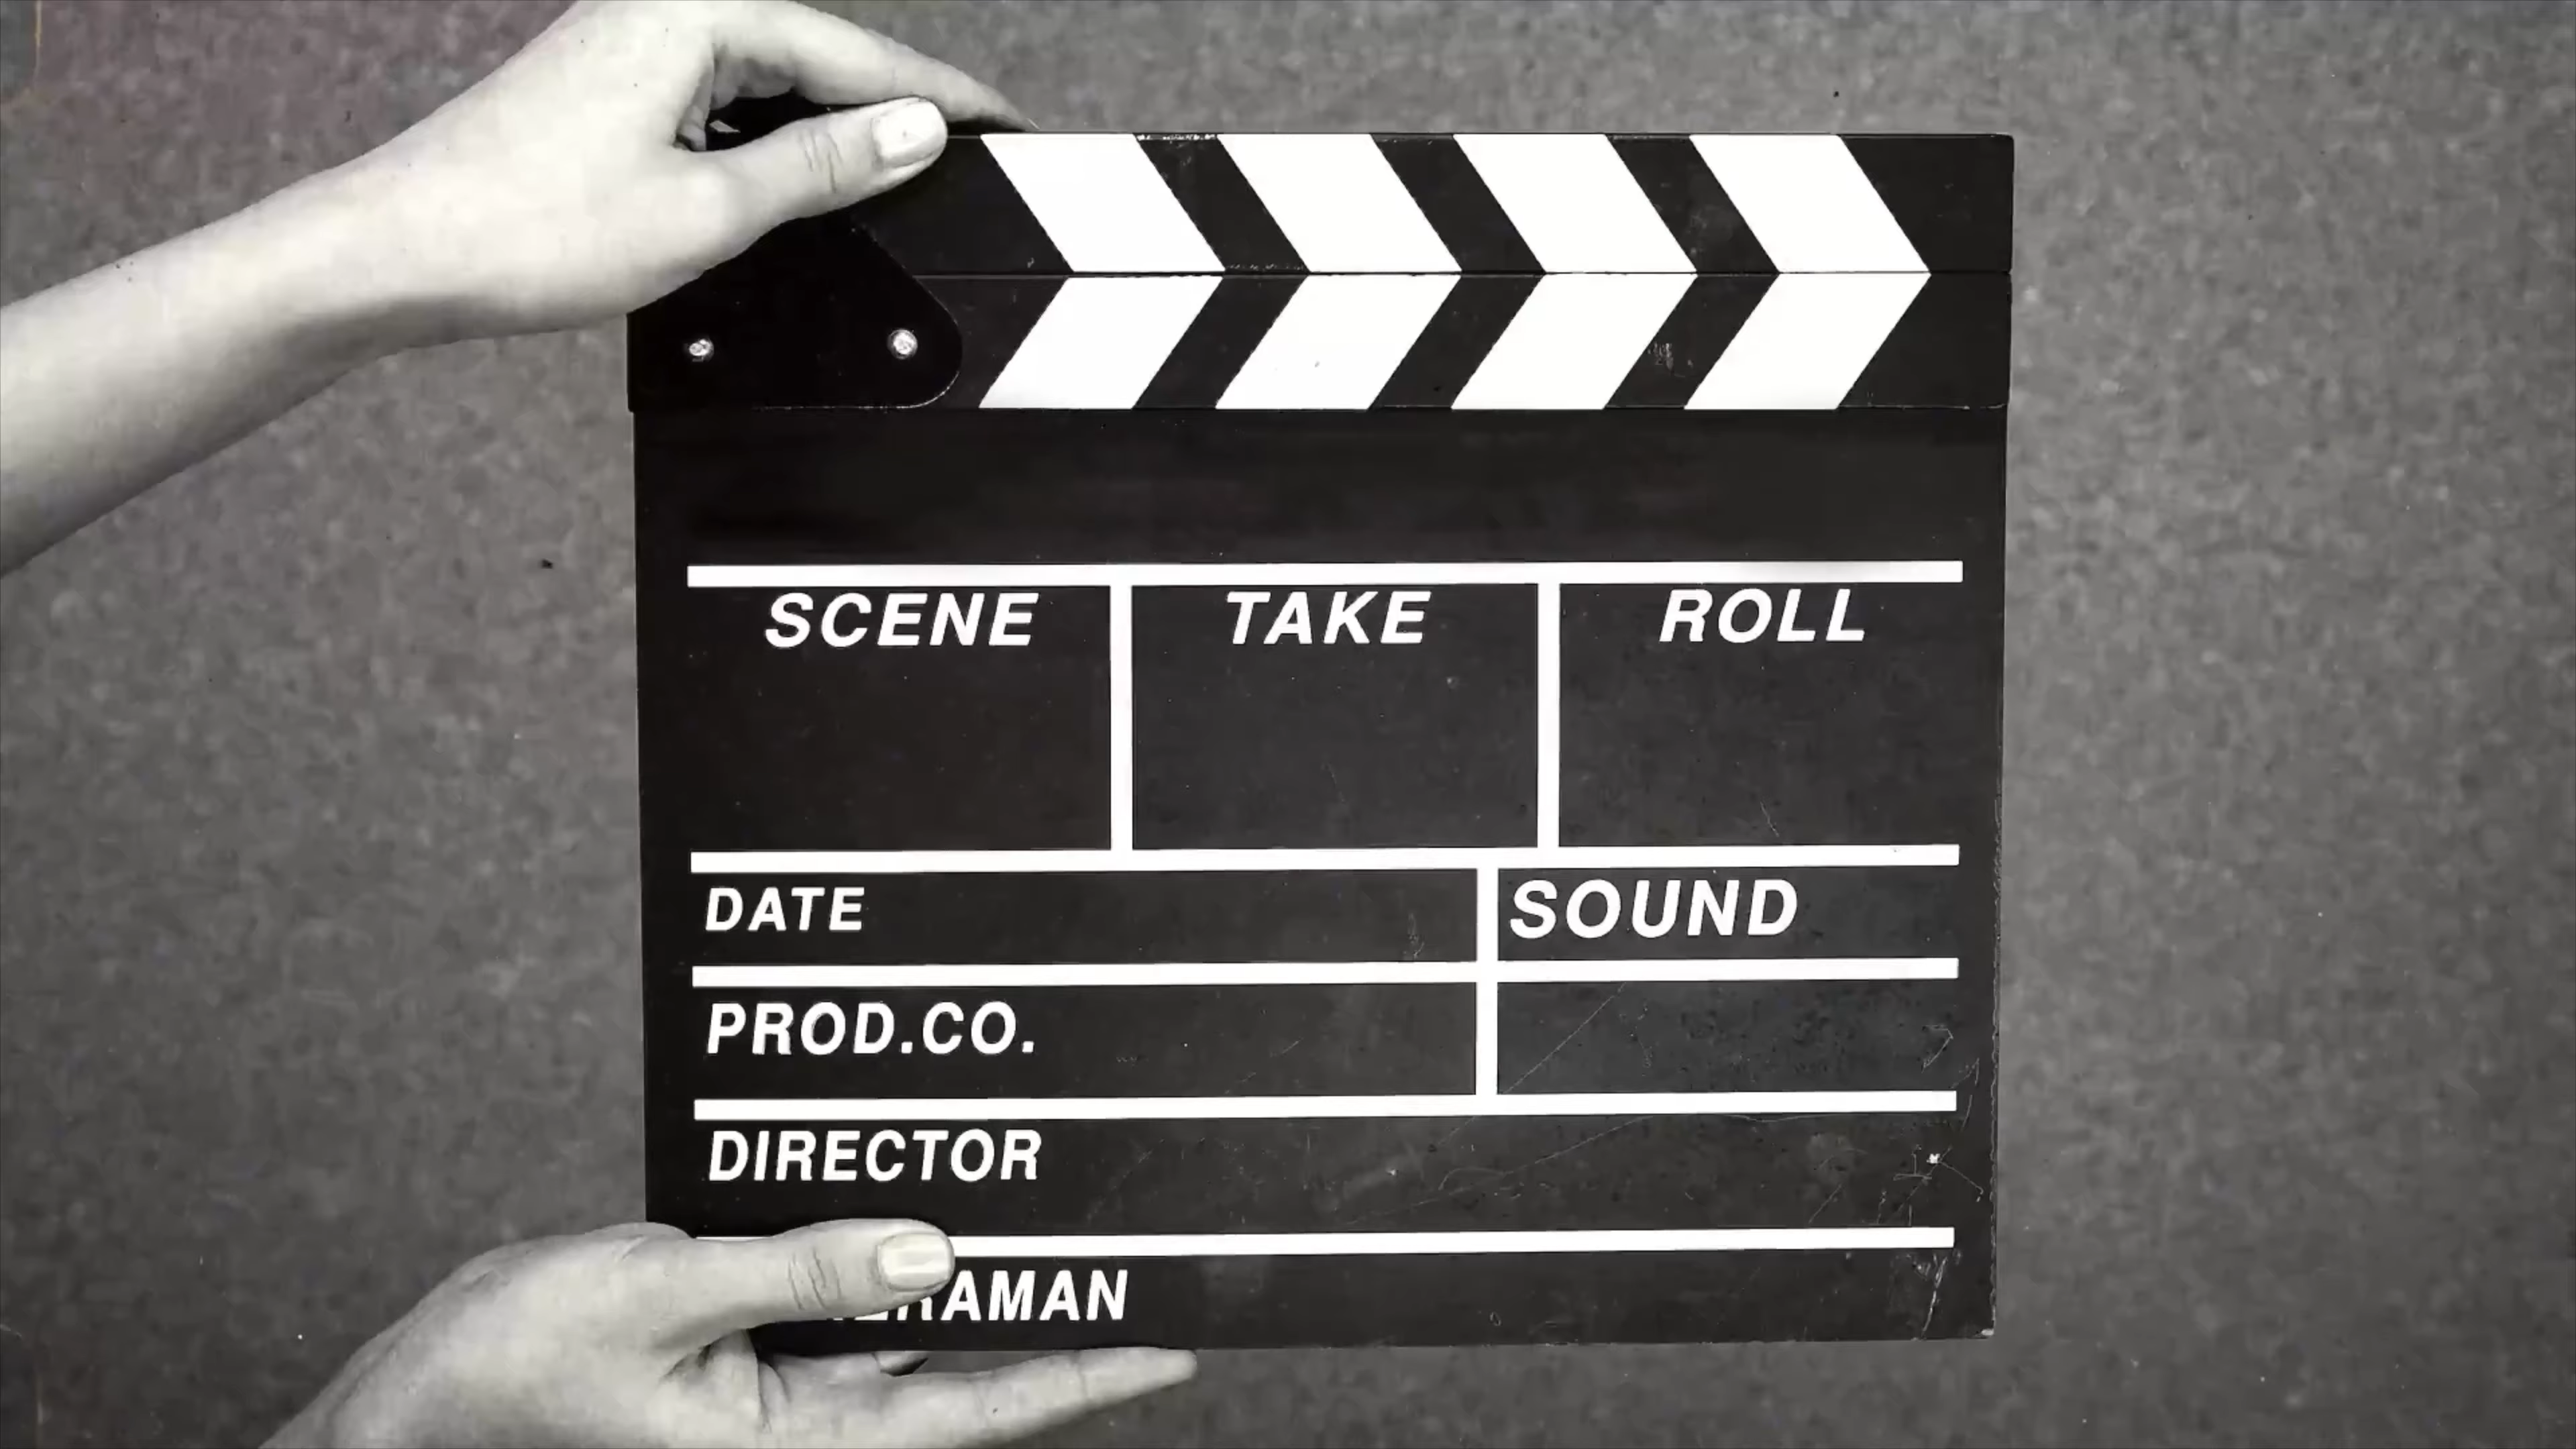 SCENE TAKE ROLL
DATE SOUND
PROD.CO.
DIRECTOR